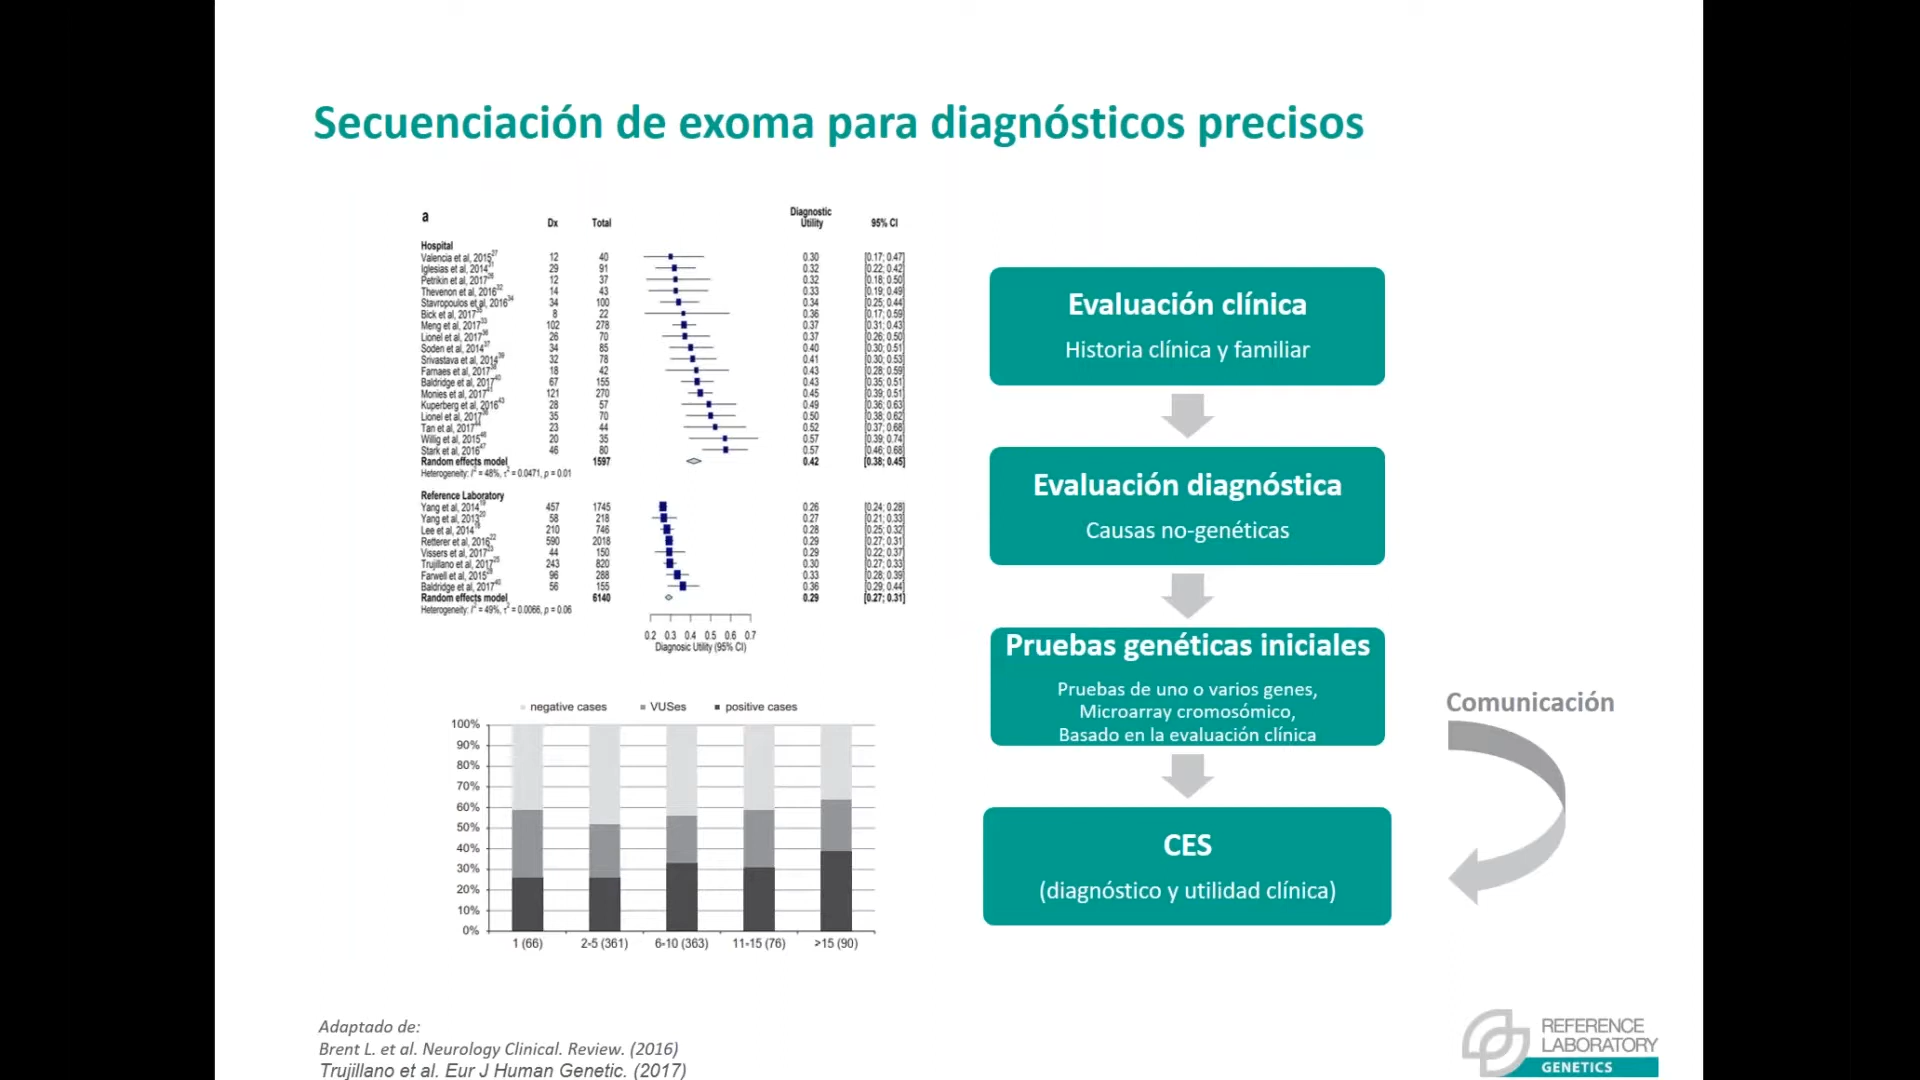 Secuenciación de exoma para diagnósticos precisos
a Dx Total Diagnostic Utility 95% CI
Hospital
Valencia et al, 2015 12 40 0.30 [0.17; 0.47]
Iglesias et al, 2014 29 91 0.32 [0.22; 0.42]
Petrikin et al, 2017 12 37 0.32 [0.18; 0.50]
Thevenon et al, 2016 14 43 0.33 [0.19; 0.49]
Stavropoulos et al, 2016 34 100 0.34 [0.25; 0.44]
Bick et al, 2017 8 22 0.36 [0.17; 0.59]
Meng et al, 2017 102 278 0.37 [0.31; 0.43]
Lionel et al, 2017 26 70 0.37 [0.26; 0.50]
Soden et al, 2014 34 85 0.40 [0.30; 0.51]
Srivastava et al, 2014 32 78 0.41 [0.30; 0.53]
Farnaes et al, 2017 18 42 0.43 [0.28; 0.59]
Baldridge et al, 2017 67 155 0.43 [0.35; 0.51]
Monies et al, 2017 121 270 0.45 [0.39; 0.51]
Kuperberg et al, 2016 28 57 0.49 [0.36; 0.63]
Lionel et al, 2017 35 70 0.50 [0.38; 0.62]
Tan et al, 2017 23 44 0.52 [0.37; 0.68]
Willig et al, 2015 20 35 0.57 [0.39; 0.74]
Stark et al, 2016 46 80 0.57 [0.46; 0.68]
Random effects model 1597 0.42 [0.38; 0.45]
Heterogeneity: I² = 48%, τ² = 0.0471, p = 0.01
Reference Laboratory
Yang et al, 2014 457 1745 0.26 [0.24; 0.28]
Yang et al, 2013 58 218 0.27 [0.21; 0.33]
Lee et al, 2014 210 746 0.28 [0.25; 0.32]
Retterer et al, 2016 590 2018 0.29 [0.27; 0.31]
Vissers et al, 2017 44 150 0.29 [0.22; 0.37]
Trujillano et al, 2017 243 820 0.30 [0.27; 0.33]
Farwell et al, 2015 96 288 0.33 [0.28; 0.39]
Baldridge et al, 2017 56 155 0.36 [0.29; 0.44]
Random effects model 6140 0.29 [0.27; 0.31]
Heterogeneity: I² = 49%, τ² = 0.0066, p = 0.06
0.2 0.3 0.4 0.5 0.6 0.7
Diagnosic Utility (95% CI)
negative cases VUSes positive cases
100%
90%
80%
70%
60%
50%
40%
30%
20%
10%
0%
1 (66) 2-5 (361) 6-10 (363) 11-15 (76) >15 (90)
Evaluación clínica
Historia clínica y familiar
Evaluación diagnóstica
Causas no-genéticas
Pruebas genéticas iniciales
Pruebas de uno o varios genes,
Microarray cromosómico,
Basado en la evaluación clínica
Comunicación
CES
(diagnóstico y utilidad clínica)
Adaptado de:
Brent L. et al. Neurology Clinical. Review. (2016)
Trujillano et al. Eur J Human Genetic. (2017)
REFERENCE
LABORATORY
GENETICS